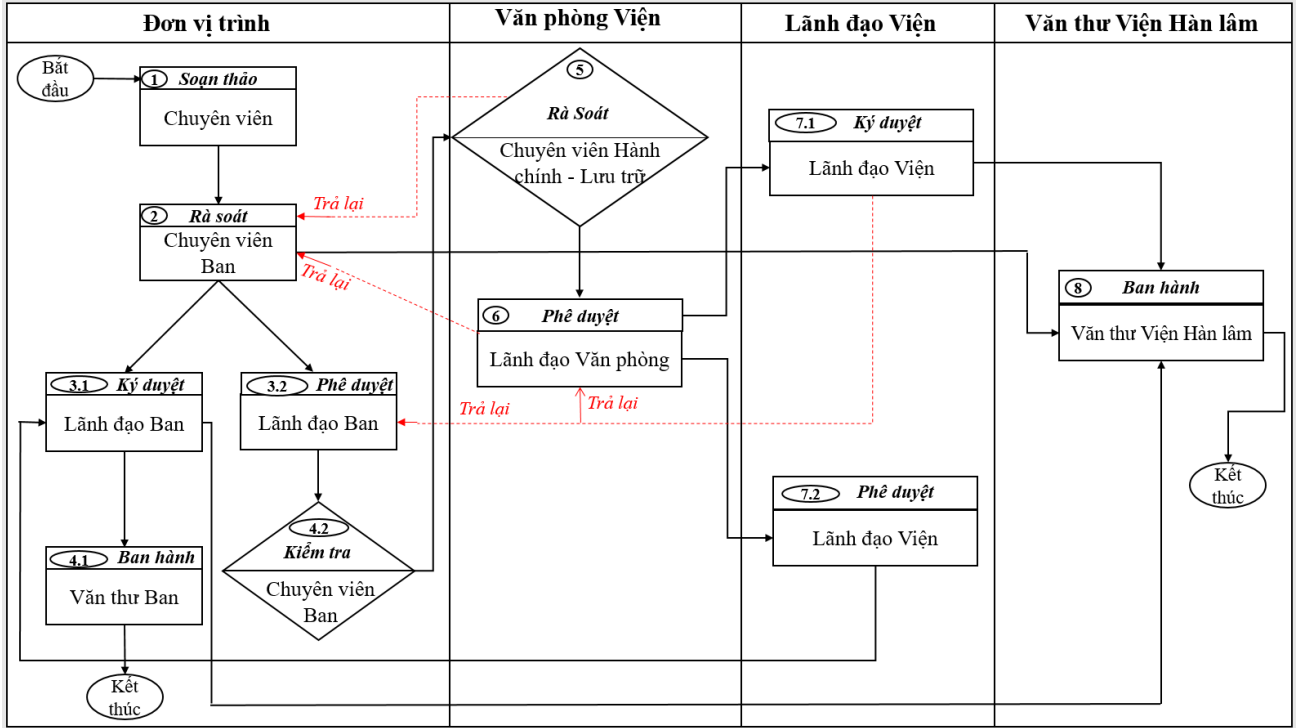 Đơn vị trình
Văn phòng Viện
Lãnh đạo Viện
Văn thư Viện Hàn lâm
Bắt
đầu
1 Soạn thảo
Chuyên viên
2 Rà soát
Chuyên viên
Ban
3.1 Ký duyệt
Lãnh đạo Ban
3.2 Phê duyệt
Lãnh đạo Ban
4.1 Ban hành
Văn thư Ban
4.2
Kiểm tra
Chuyên viên
Ban
Kết
thúc
5
Rà Soát
Chuyên viên Hành
chính - Lưu trữ
Trả lại
Trả lại
6 Phê duyệt
Lãnh đạo Văn phòng
Trả lại
Trả lại
7.1 Ký duyệt
Lãnh đạo Viện
7.2 Phê duyệt
Lãnh đạo Viện
8 Ban hành
Văn thư Viện Hàn lâm
Kết
thúc